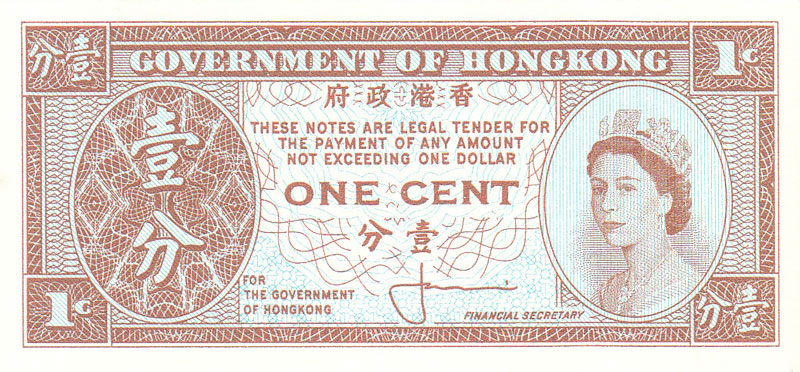 分壹
GOVERNMENT OF HONGKONG
1¢
府政港香
THESE NOTES ARE LEGAL TENDER FOR
THE PAYMENT OF ANY AMOUNT
NOT EXCEEDING ONE DOLLAR
壹
分
ONE CENT
分壹
FOR
THE GOVERNMENT
OF HONGKONG
FINANCIAL SECRETARY
1¢
分壹